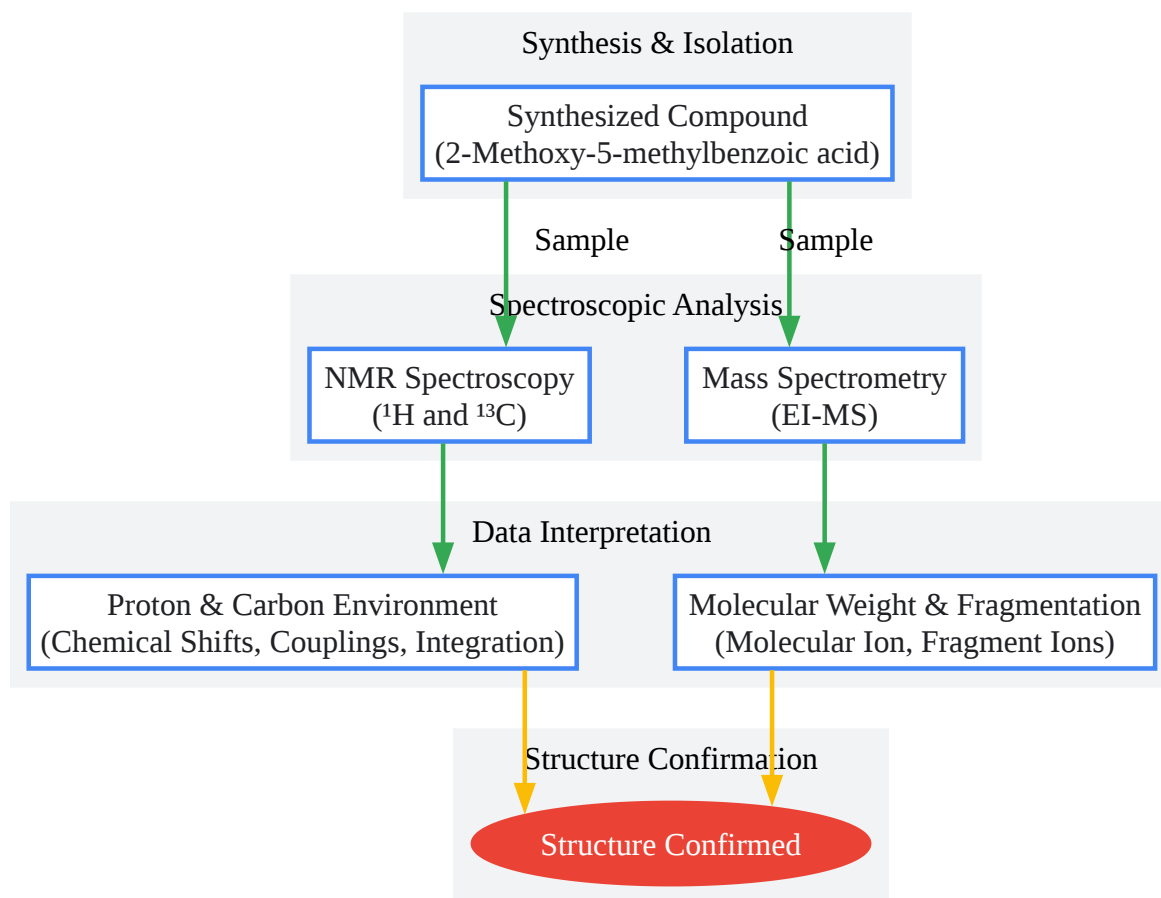 Synthesis & Isolation
Synthesized Compound
(2-Methoxy-5-methylbenzoic acid)
Sample
Sample
Spectroscopic Analysis
NMR Spectroscopy
(¹H and ¹³C)
Mass Spectrometry
(EI-MS)
Data Interpretation
Proton & Carbon Environment
(Chemical Shifts, Couplings, Integration)
Molecular Weight & Fragmentation
(Molecular Ion, Fragment Ions)
Structure Confirmation
Structure Confirmed